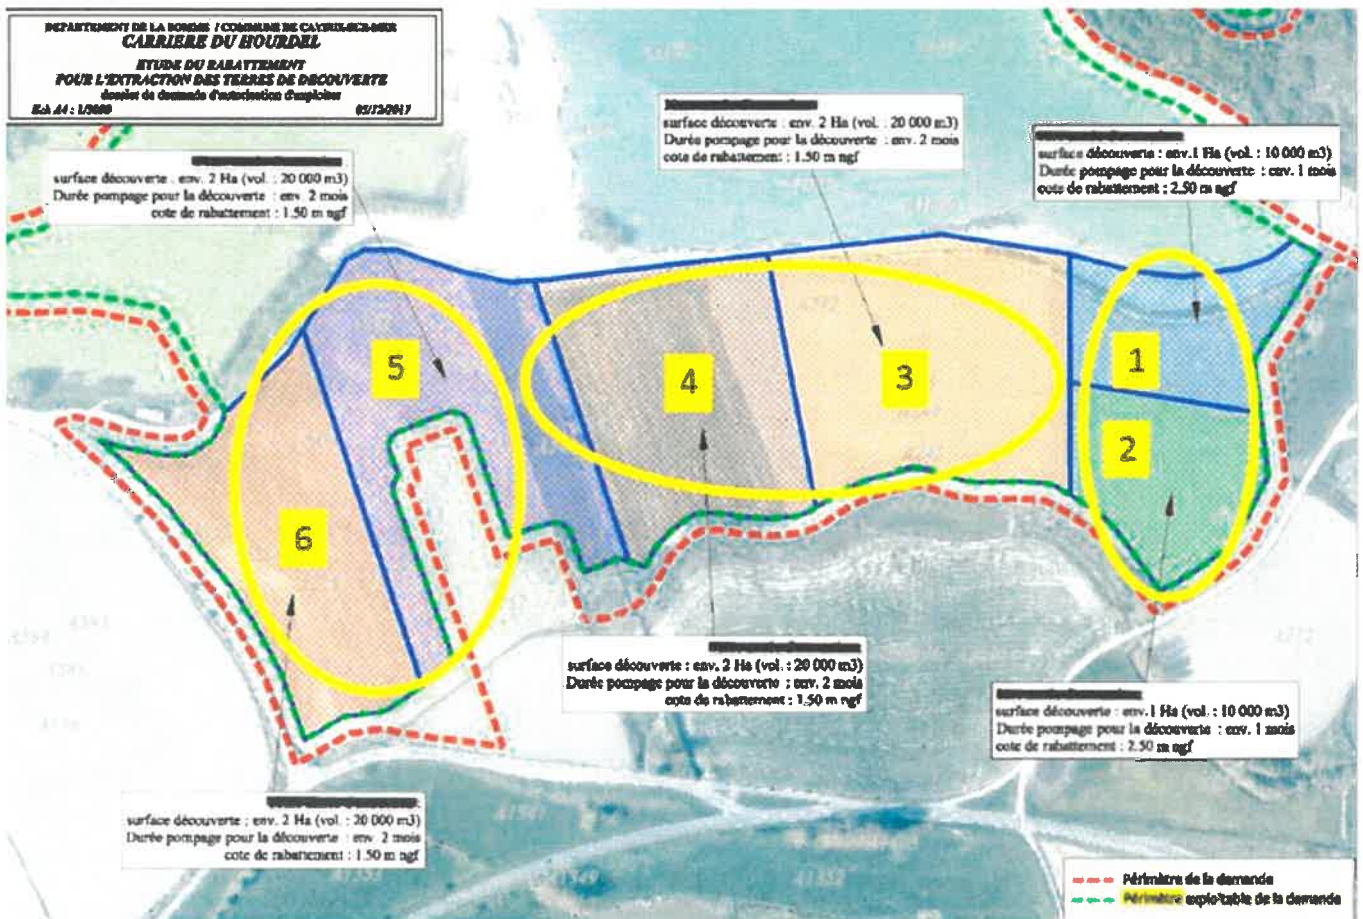 DEPARTEMENT DE LA SOMME / COMMUNE DE CAYEUX-SUR-MER
CARRIERE DU HOURDEL
ETUDE DU RABATTEMENT
POUR L'EXTRACTION DES TERRES DE DECOUVERTE
dossier de demande d'autorisation d'exploiter
Ech A4 : 1/3000 05/12/2017
surface découverte : env. 2 Ha (vol. : 20 000 m3)
Durée pompage pour la découverte : env. 2 mois
cote de rabattement : 1.50 m ngf
surface découverte : env. 2 Ha (vol. : 20 000 m3)
Durée pompage pour la découverte : env. 2 mois
cote de rabattement : 1.50 m ngf
surface découverte : env.1 Ha (vol. : 10 000 m3)
Durée pompage pour la découverte : env. 1 mois
cote de rabattement : 2.50 m ngf
5
4
3
1
2
6
surface découverte : env. 2 Ha (vol. : 20 000 m3)
Durée pompage pour la découverte : env. 2 mois
cote de rabattement : 1.50 m ngf
surface découverte : env.1 Ha (vol. : 10 000 m3)
Durée pompage pour la découverte : env. 1 mois
cote de rabattement : 2.50 m ngf
surface découverte : env. 2 Ha (vol. : 20 000 m3)
Durée pompage pour la découverte : env. 2 mois
cote de rabattement : 1.50 m ngf
4272
Périmètre de la demande
Périmètre exploitable de la demande